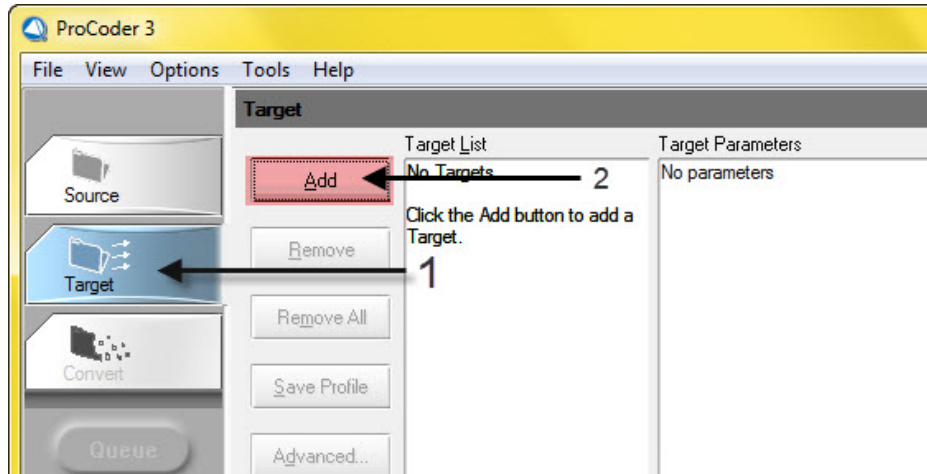 ProCoder 3
File View Options Tools Help
Target
Source
Target
Convert
Queue
Add
Remove
Remove All
Save Profile
Advanced...
Target List
No Targets
Click the Add button to add a
Target.
Target Parameters
No parameters
2
1